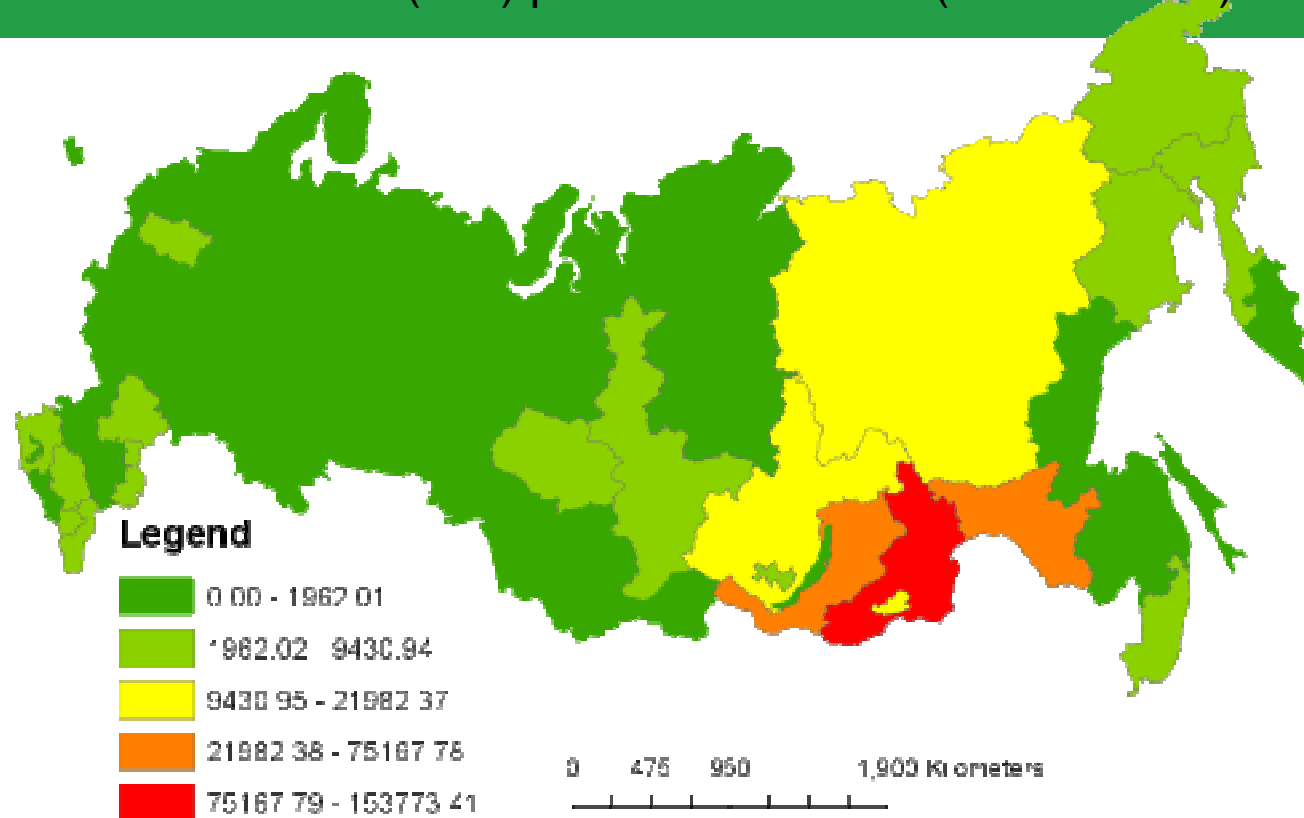 Legend
0.00 - 1962.01
1962.02 9430.94
9430.95 - 21982.37
21982.38 - 75167.78
75167.79 - 153773.41
0 475 950 1,900 Kilometers